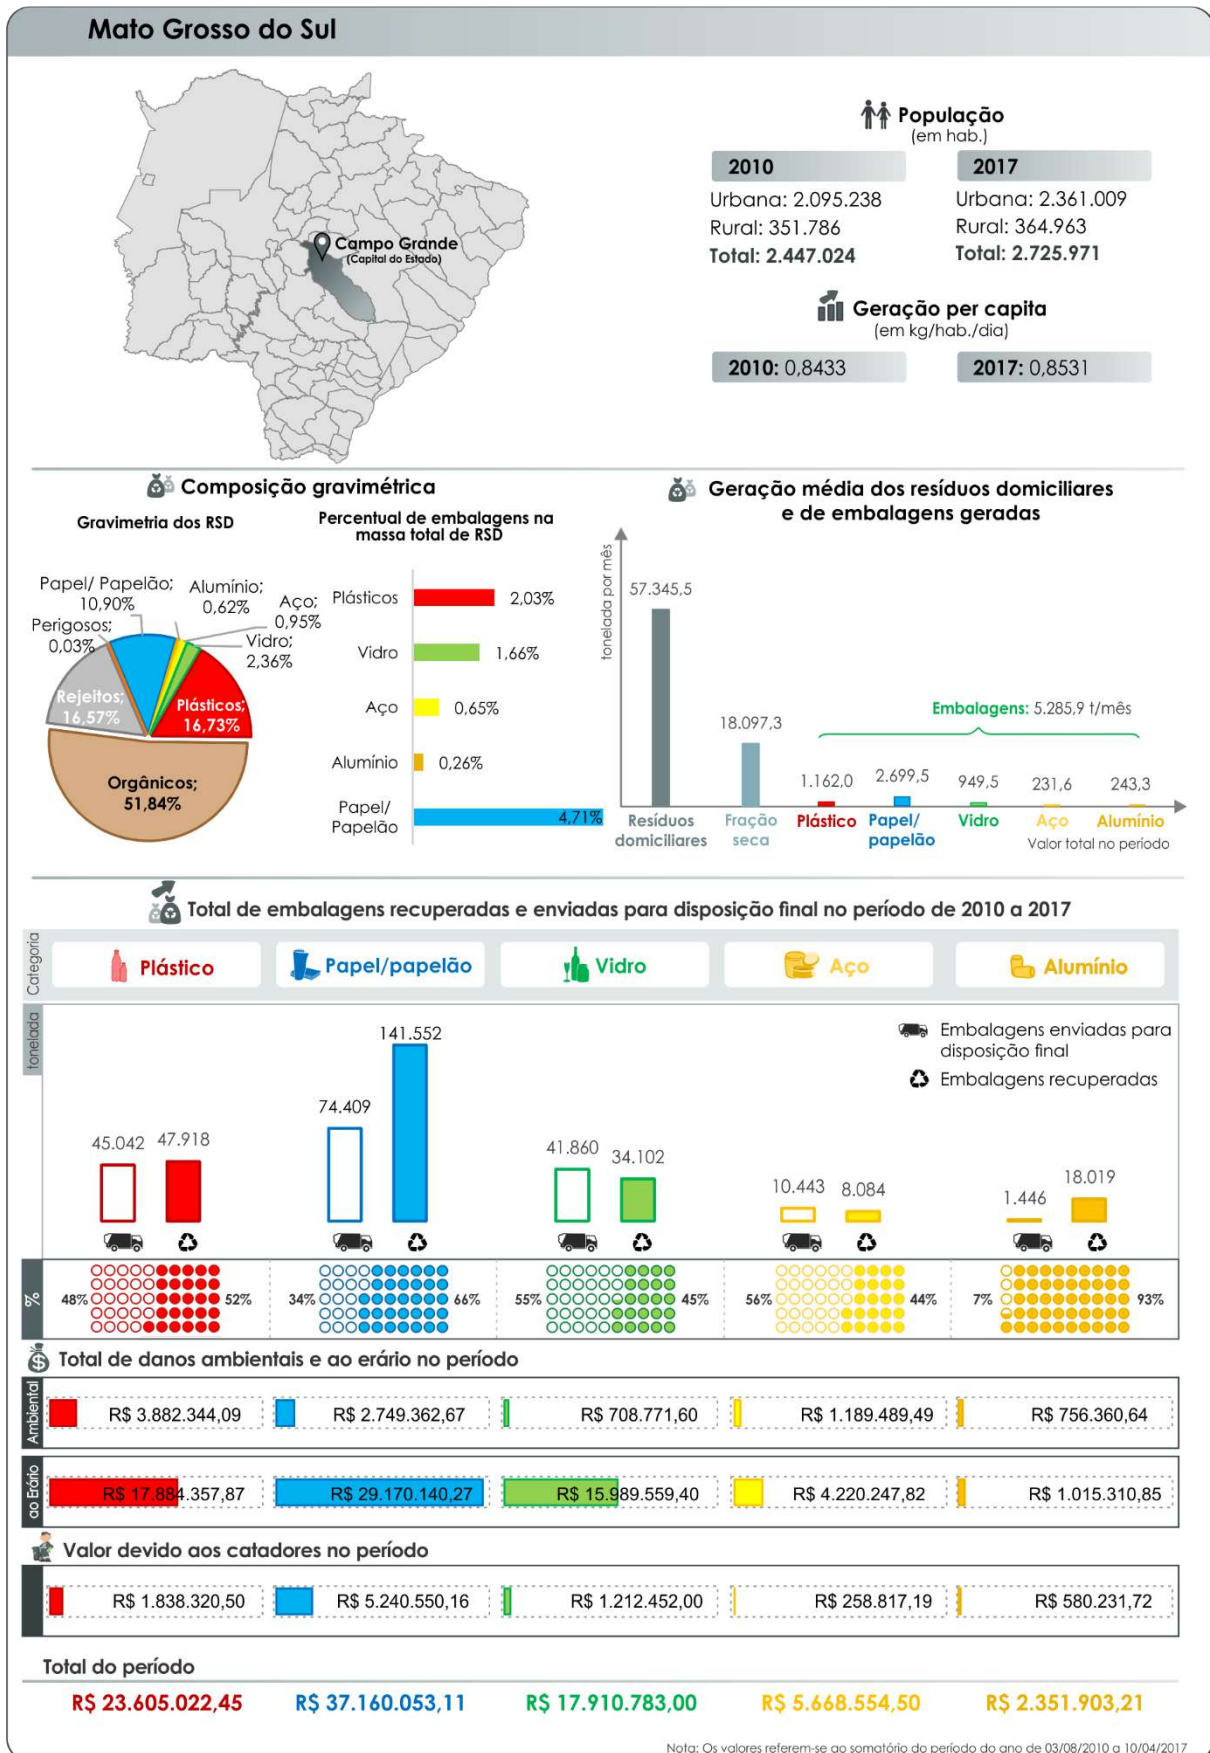 Mato Grosso do Sul
Campo Grande
(Capital do Estado)
População
(em hab.)
2010
Urbana: 2.095.238
Rural: 351.786
Total: 2.447.024
2017
Urbana: 2.361.009
Rural: 364.963
Total: 2.725.971
Geração per capita
(em kg/hab./dia)
2010: 0,8433
2017: 0,8531
Composição gravimétrica
Gravimetria dos RSD
Papel/ Papelão;
10,90%
Alumínio;
0,62%
Aço;
0,95%
Perigosos;
0,03%
Vidro;
2,36%
Rejeitos;
16,57%
Plásticos;
16,73%
Orgânicos;
51,84%
Percentual de embalagens na
massa total de RSD
Plásticos
2,03%
Vidro
1,66%
Aço
0,65%
Alumínio
0,26%
Papel/
Papelão
4,71%
Geração média dos resíduos domiciliares
e de embalagens geradas
tonelada por mês
57.345,5
18.097,3
Embalagens: 5.285,9 t/mês
1.162,0
2.699,5
949,5
231,6
243,3
Resíduos
domiciliares
Fração
seca
Plástico
Papel/
papelão
Vidro
Aço
Alumínio
Valor total no período
Total de embalagens recuperadas e enviadas para disposição final no período de 2010 a 2017
Categoria
Plástico
Papel/papelão
Vidro
Aço
Alumínio
tonelada
Embalagens enviadas para
disposição final
Embalagens recuperadas
45.042
47.918
74.409
141.552
41.860
34.102
10.443
8.084
1.446
18.019
%
48%
52%
34%
66%
55%
45%
56%
44%
7%
93%
Total de danos ambientais e ao erário no período
Ambiental
R$ 3.882.344,09
R$ 2.749.362,67
R$ 708.771,60
R$ 1.189.489,49
R$ 756.360,64
ao Erário
R$ 17.884.357,87
R$ 29.170.140,27
R$ 15.989.559,40
R$ 4.220.247,82
R$ 1.015.310,85
Valor devido aos catadores no período
R$ 1.838.320,50
R$ 5.240.550,16
R$ 1.212.452,00
R$ 258.817,19
R$ 580.231,72
Total do período
R$ 23.605.022,45
R$ 37.160.053,11
R$ 17.910.783,00
R$ 5.668.554,50
R$ 2.351.903,21
Nota: Os valores referem-se ao somatório do período do ano de 03/08/2010 a 10/04/2017